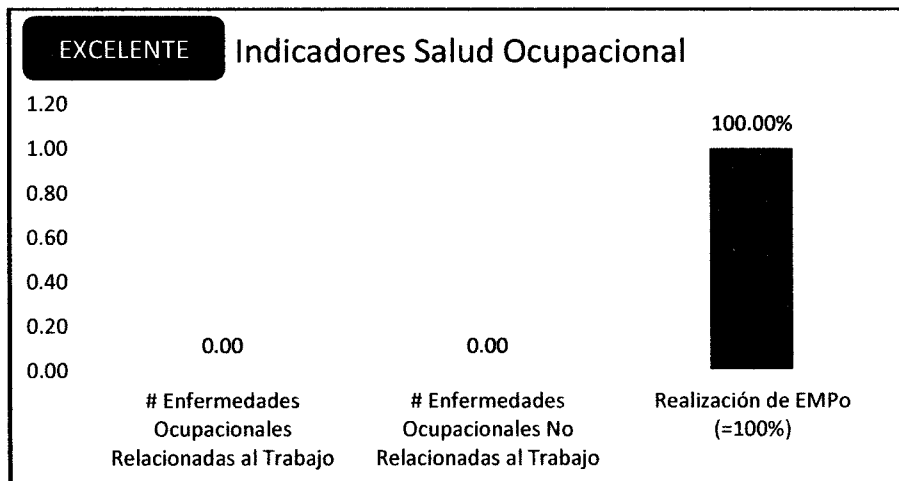 EXCELENTE
Indicadores Salud Ocupacional
1.20
1.00
0.80
0.60
0.40
0.20
0.00
0.00
0.00
100.00%
# Enfermedades
Ocupacionales
Relacionadas al Trabajo
# Enfermedades
Ocupacionales No
Relacionadas al Trabajo
Realización de EMPo
(=100%)